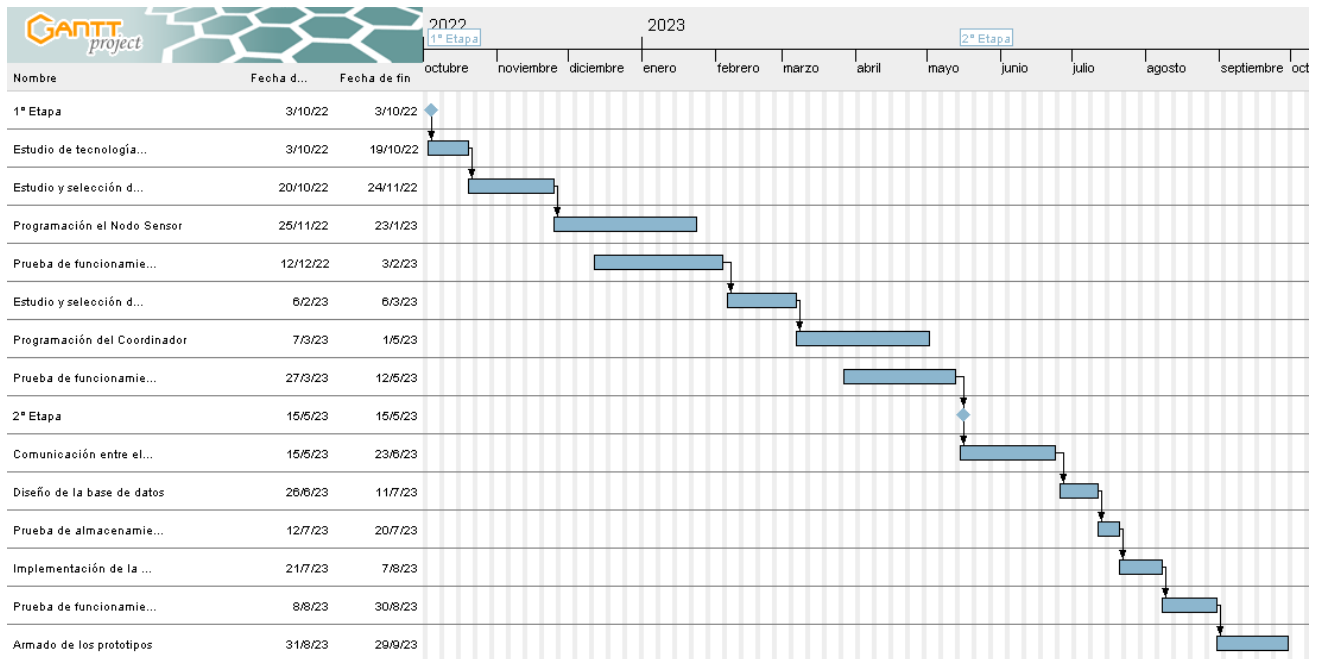 GANTT
project
2022
2023
1ª Etapa
2ª Etapa
octubre noviembre diciembre enero febrero marzo abril mayo junio julio agosto septiembre oct
Nombre Fecha d... Fecha de fin
1ª Etapa 3/10/22 3/10/22
Estudio de tecnología... 3/10/22 19/10/22
Estudio y selección d... 20/10/22 24/11/22
Programación el Nodo Sensor 25/11/22 23/1/23
Prueba de funcionamie... 12/12/22 3/2/23
Estudio y selección d... 6/2/23 6/3/23
Programación del Coordinador 7/3/23 1/5/23
Prueba de funcionamie... 27/3/23 12/5/23
2ª Etapa 15/5/23 15/5/23
Comunicación entre el... 15/5/23 23/6/23
Diseño de la base de datos 26/6/23 11/7/23
Prueba de almacenamie... 12/7/23 20/7/23
Implementación de la ... 21/7/23 7/8/23
Prueba de funcionamie... 8/8/23 30/8/23
Armado de los prototipos 31/8/23 29/9/23